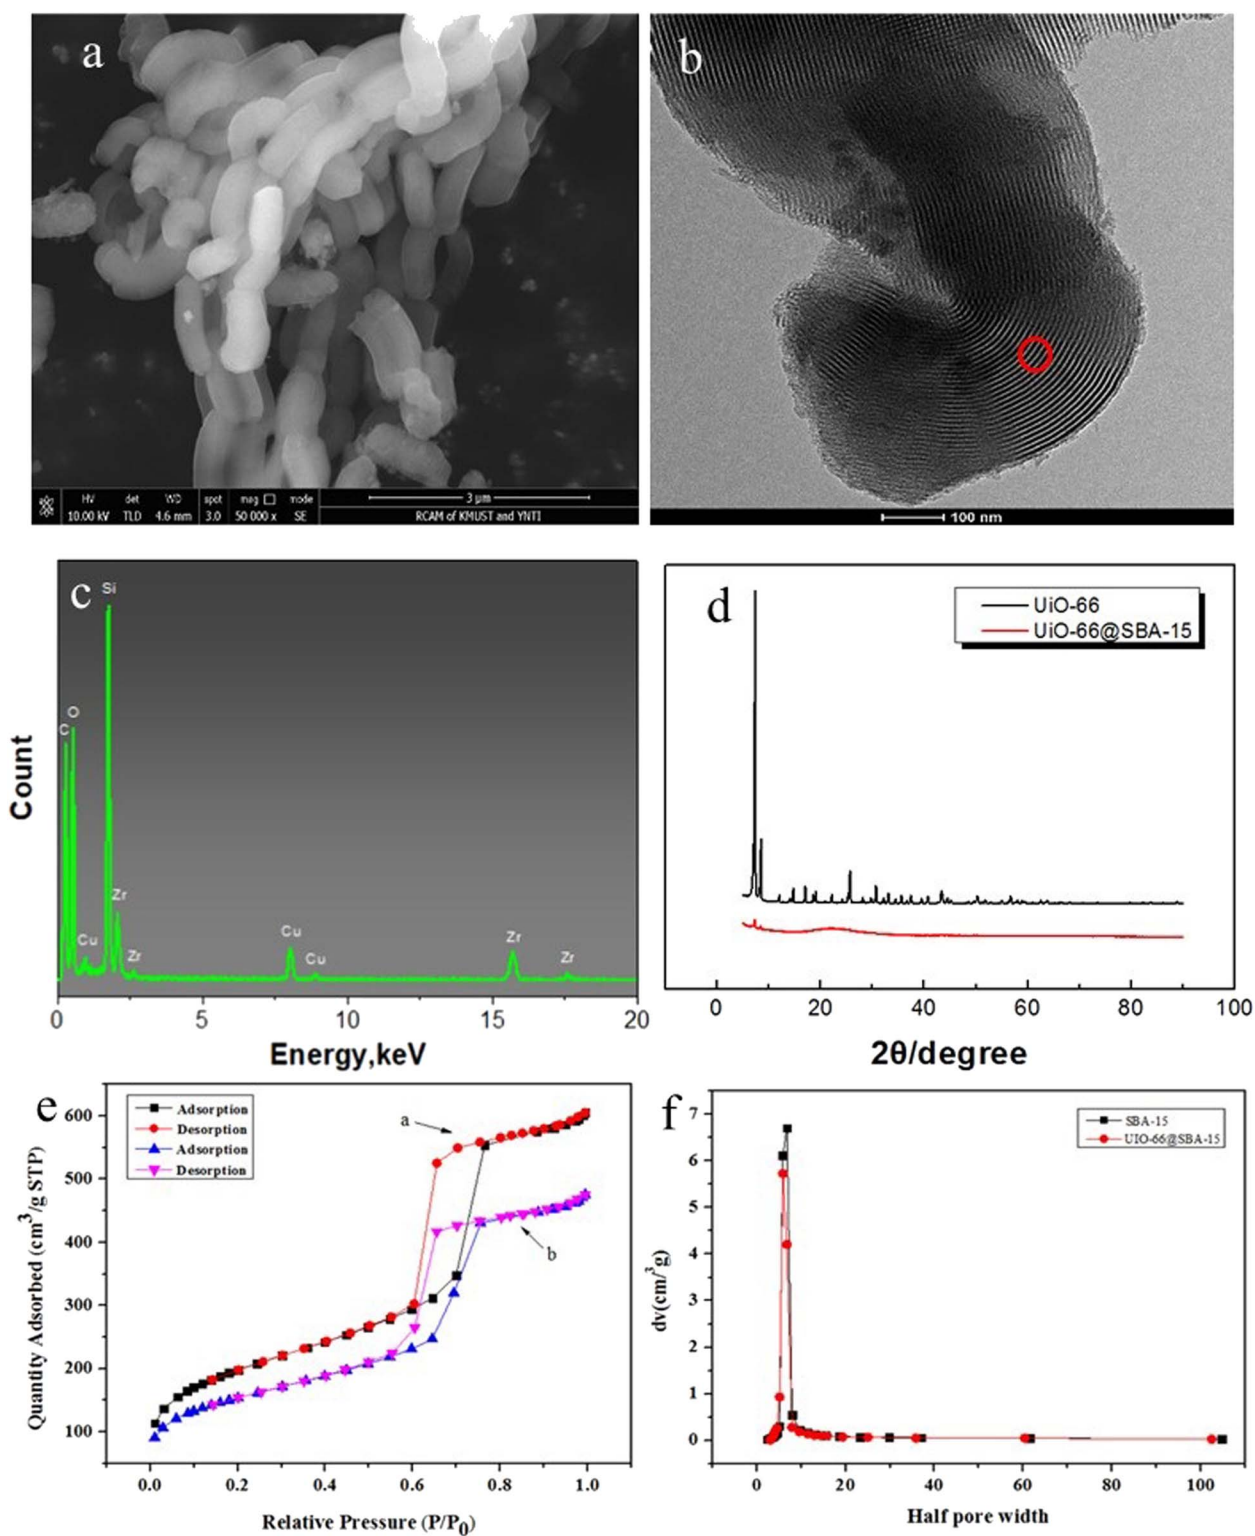 a
HV det WD spot mag □ mode
10.00 kV TLD 4.6 mm 3.0 50 000 x SE
3 µm
RCAM of KMUST and YNTI
b
100 nm
c
Si
O
C
Zr
Cu
Zr
Cu
Cu
Zr
Zr
Count
0 5 10 15 20
Energy,keV
d
UiO-66
UiO-66@SBA-15
0 20 40 60 80 100
2θ/degree
e
Adsorption
Desorption
Adsorption
Desorption
a
b
600
500
400
300
200
100
Quantity Adsorbed (cm³/g STP)
0.0 0.2 0.4 0.6 0.8 1.0
Relative Pressure (P/P₀)
f
SBA-15
UIO-66@SBA-15
7
6
5
4
3
2
1
0
dv(cm/³g)
0 20 40 60 80 100
Half pore width